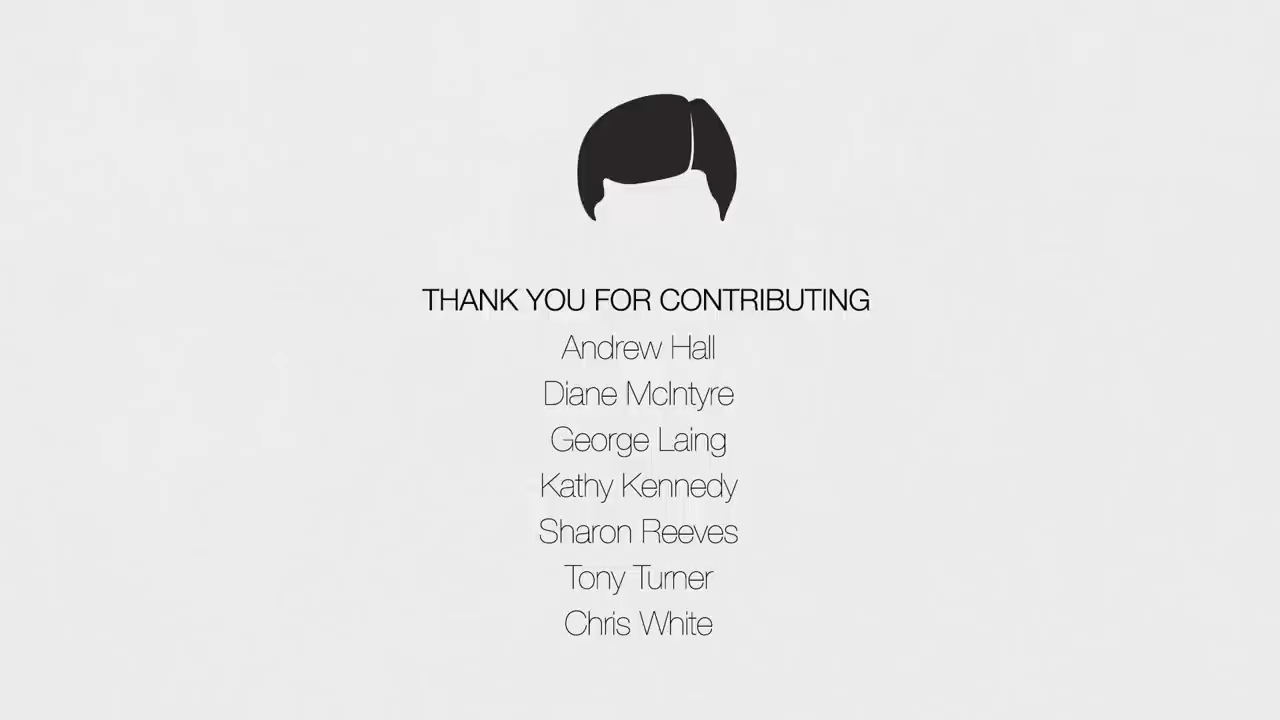 THANK YOU FOR CONTRIBUTING
Andrew Hall
Diane McIntyre
George Laing
Kathy Kennedy
Sharon Reeves
Tony Turner
Chris White